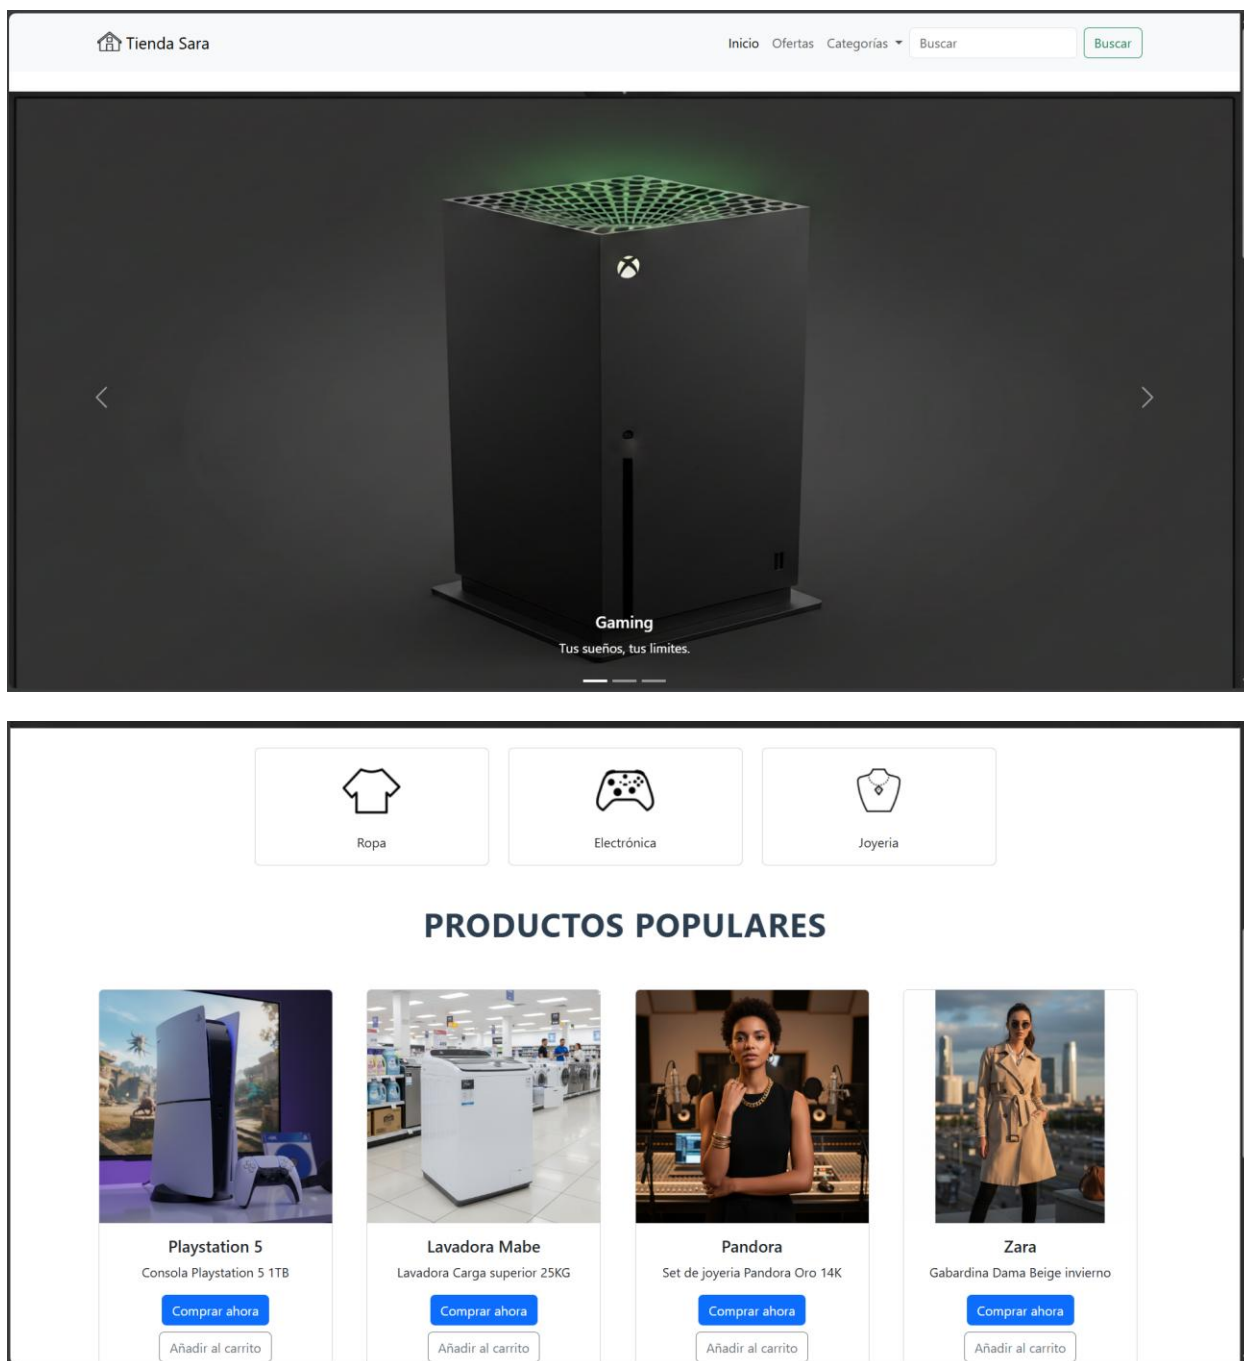 Tienda Sara
Inicio Ofertas Categorías Buscar Buscar
Gaming
Tus sueños, tus limites.
Ropa Electrónica Joyeria
PRODUCTOS POPULARES
Playstation 5 Lavadora Mabe Pandora Zara
Consola Playstation 5 1TB Lavadora Carga superior 25KG Set de joyeria Pandora Oro 14K Gabardina Dama Beige invierno
Comprar ahora Comprar ahora Comprar ahora Comprar ahora
Añadir al carrito Añadir al carrito Añadir al carrito Añadir al carrito